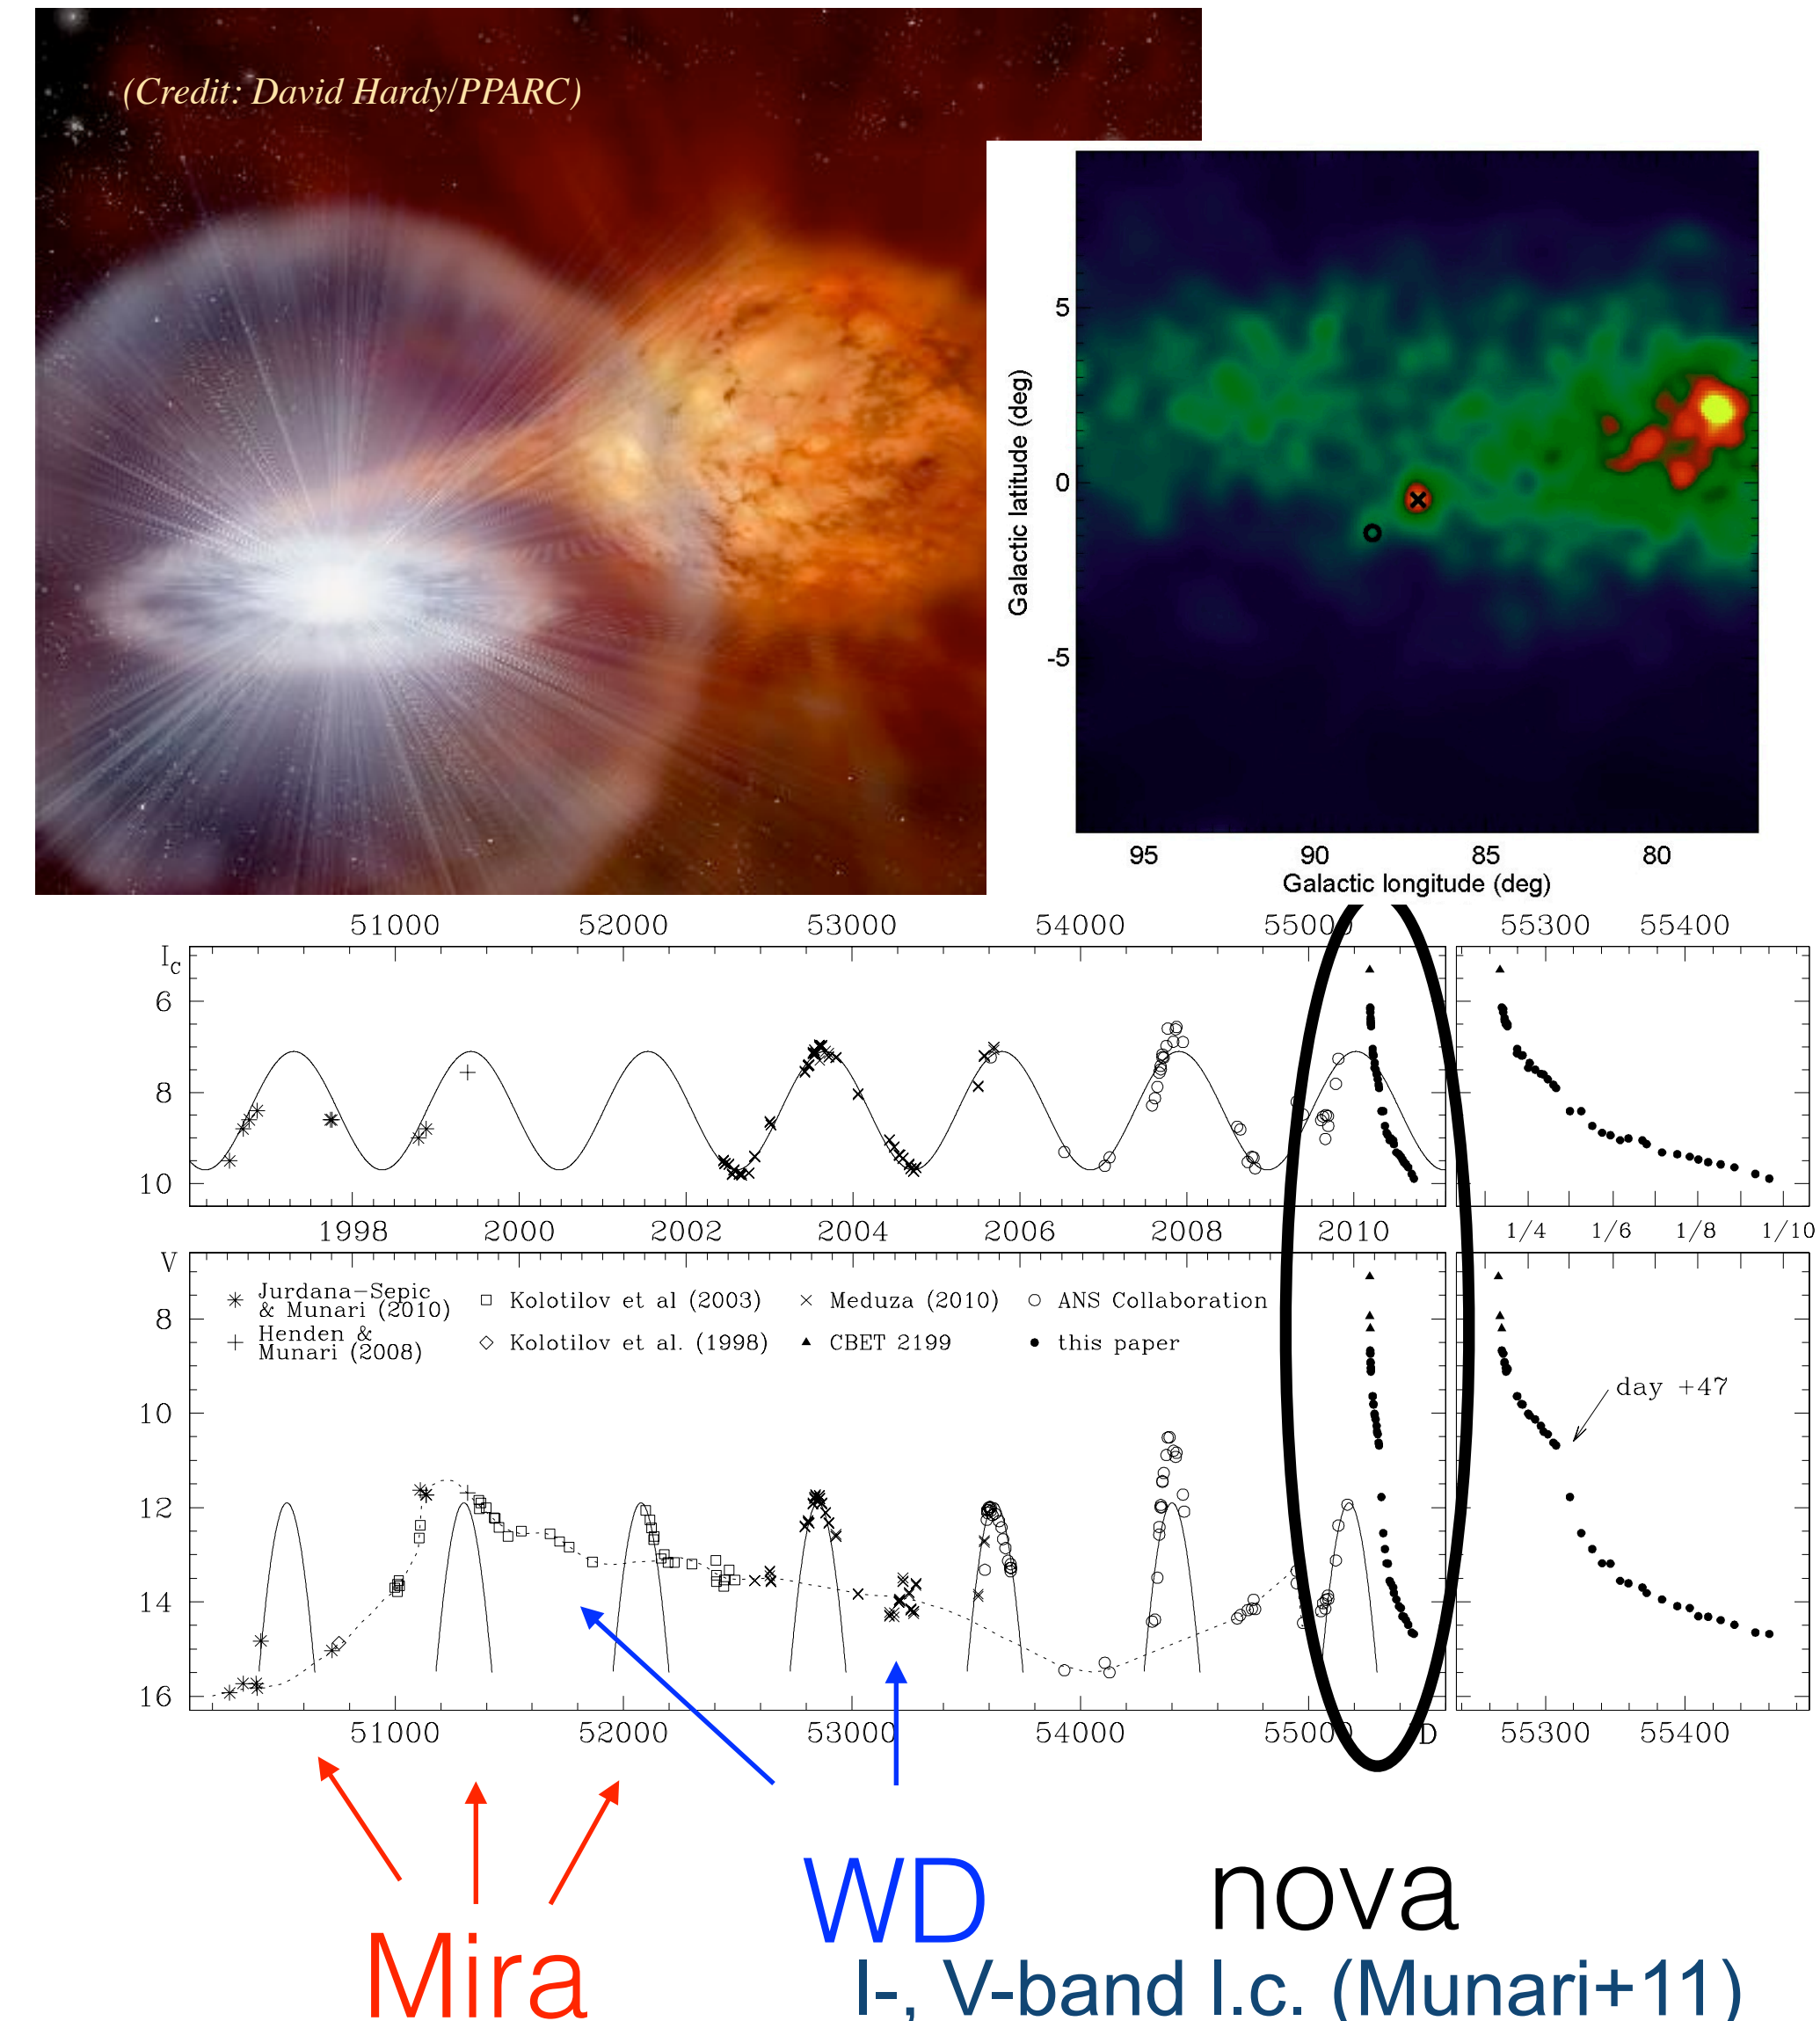 (Credit: David Hardy/PPARC)
5
0
-5
Galactic latitude (deg)
95 90 85 80
Galactic longitude (deg)
51000 52000 53000 54000 55000 55300 55400
I_C
6
8
10
1998 2000 2002 2004 2006 2008 2010 1/4 1/6 1/8 1/10
V
8
10
12
14
16
Jurdana-Sepic
& Munari (2010)
Henden &
Munari (2008)
Kolotilov et al (2003)
Kolotilov et al. (1998)
Meduza (2010)
CBET 2199
ANS Collaboration
this paper
day +47
51000 52000 53000 54000 55000 D 55300 55400
WD
nova
Mira
I-, V-band l.c. (Munari+11)